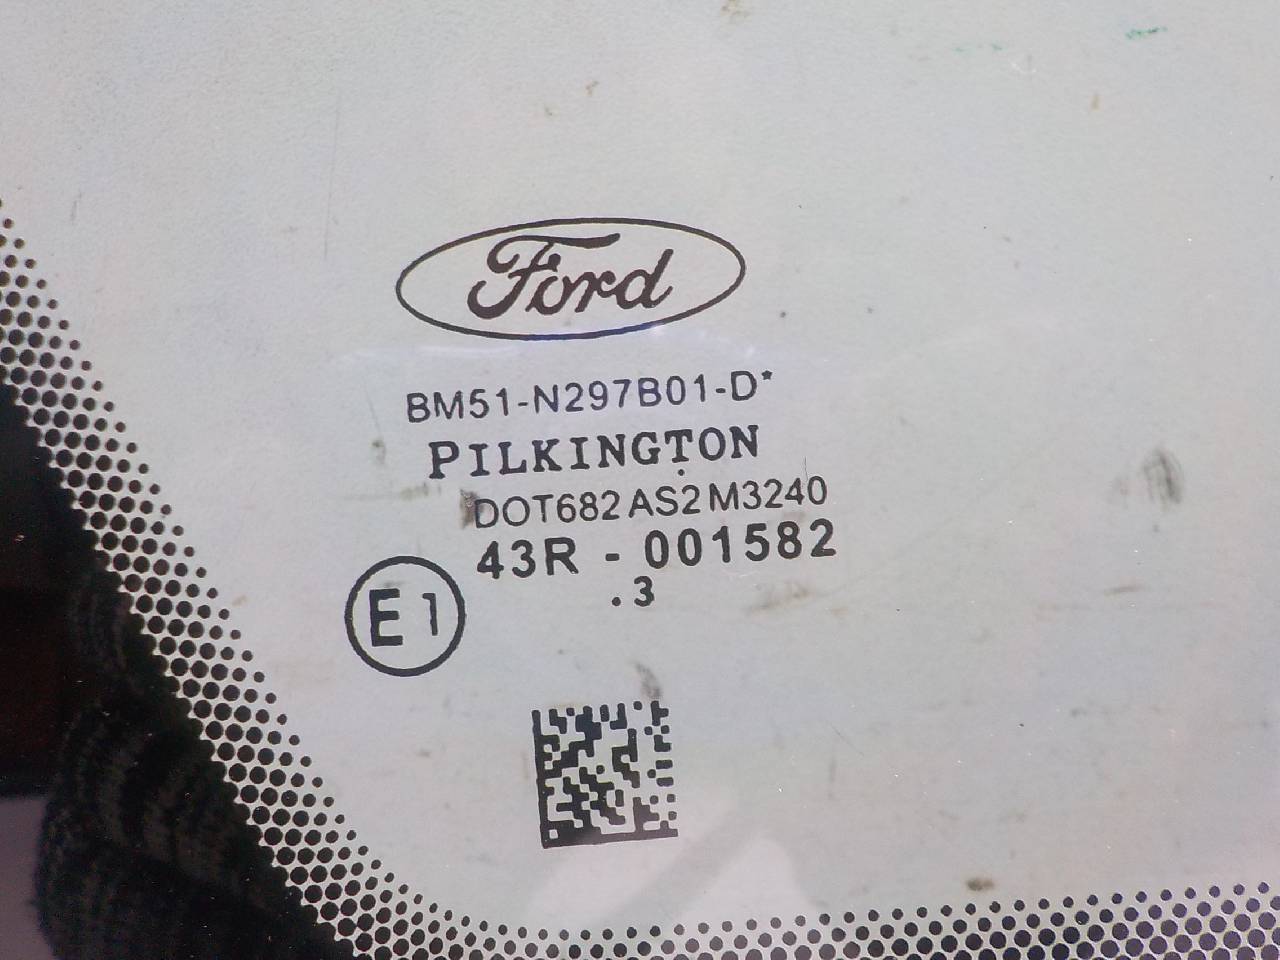 Ford
BM51-N297B01-D*
PILKINGTON
DOT682 AS2 M3240
43R - 001582
.3
E1